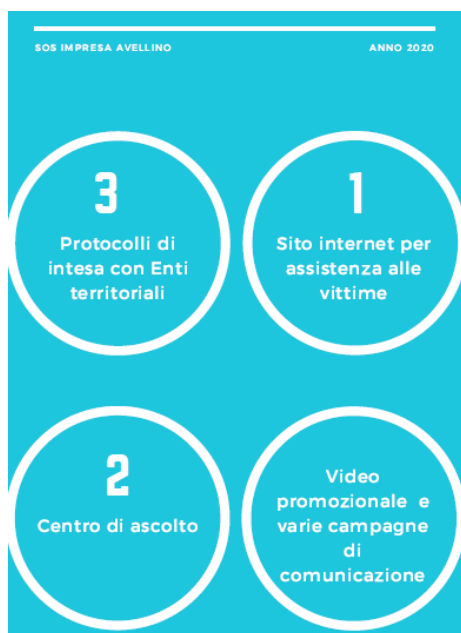 SOS IMPRESA AVELLINO
ANNO 2020
3
Protocolli di
intesa con Enti
territoriali
1
Sito internet per
assistenza alle
vittime
2
Centro di ascolto
Video
promozionale e
varie campagne
di
comunicazione